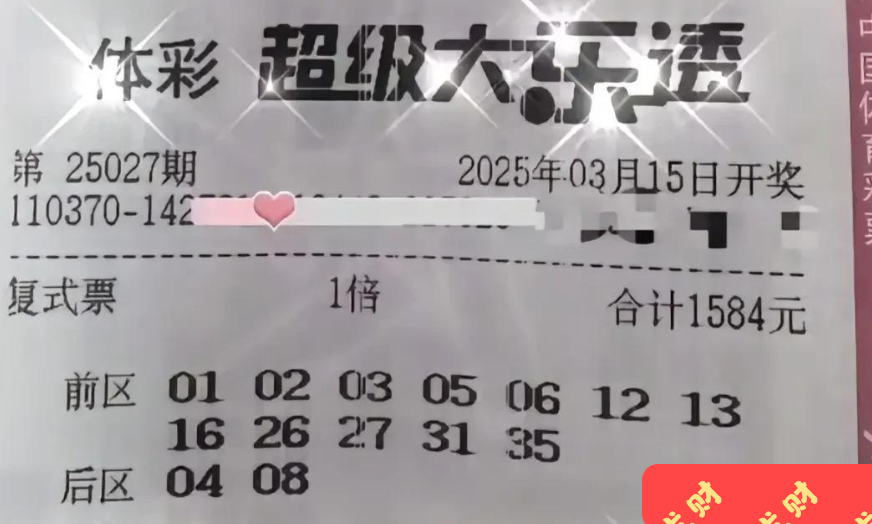 体彩 超级大乐透
第 25027期 2025年03月15日开奖
110370-142
复式票 1倍 合计1584元
前区 01 02 03 05 06 12 13
16 26 27 31 35
后区 04 08
中国体育彩票
财 财